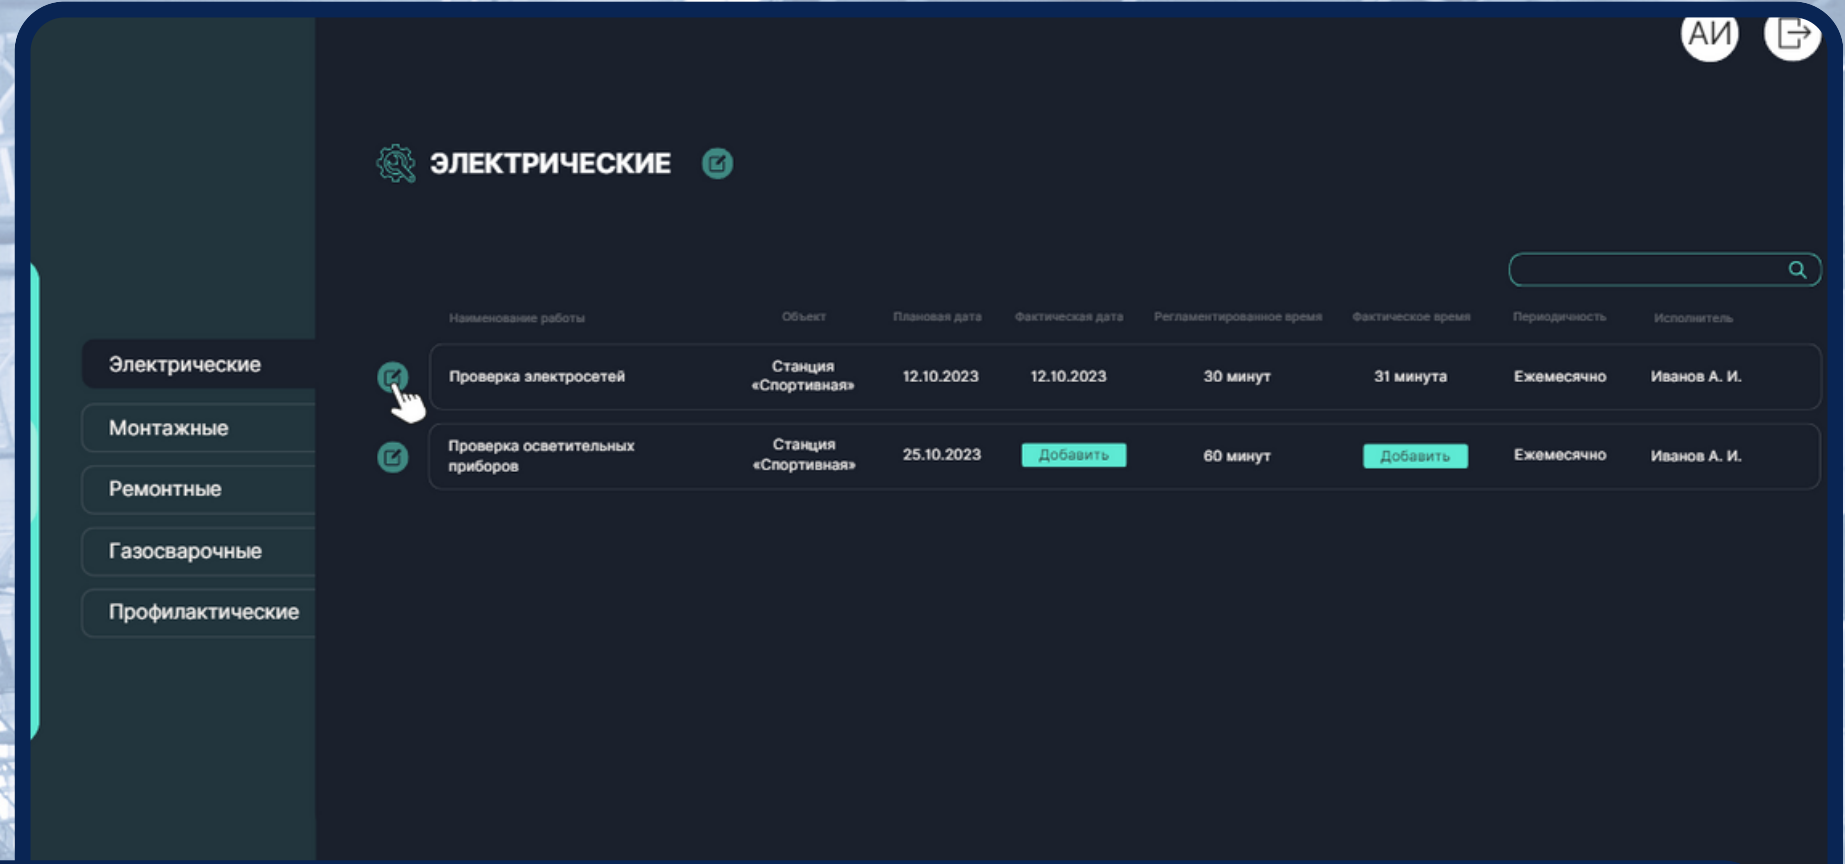 АИ
ЭЛЕКТРИЧЕСКИЕ
Наименование работы Объект Плановая дата Фактическая дата Регламентированное время Фактическое время Периодичность Исполнитель
Электрические
Монтажные
Ремонтные
Газосварочные
Профилактические
Проверка электросетей Станция «Спортивная» 12.10.2023 12.10.2023 30 минут 31 минута Ежемесячно Иванов А. И.
Проверка осветительных приборов Станция «Спортивная» 25.10.2023 Добавить 60 минут Добавить Ежемесячно Иванов А. И.